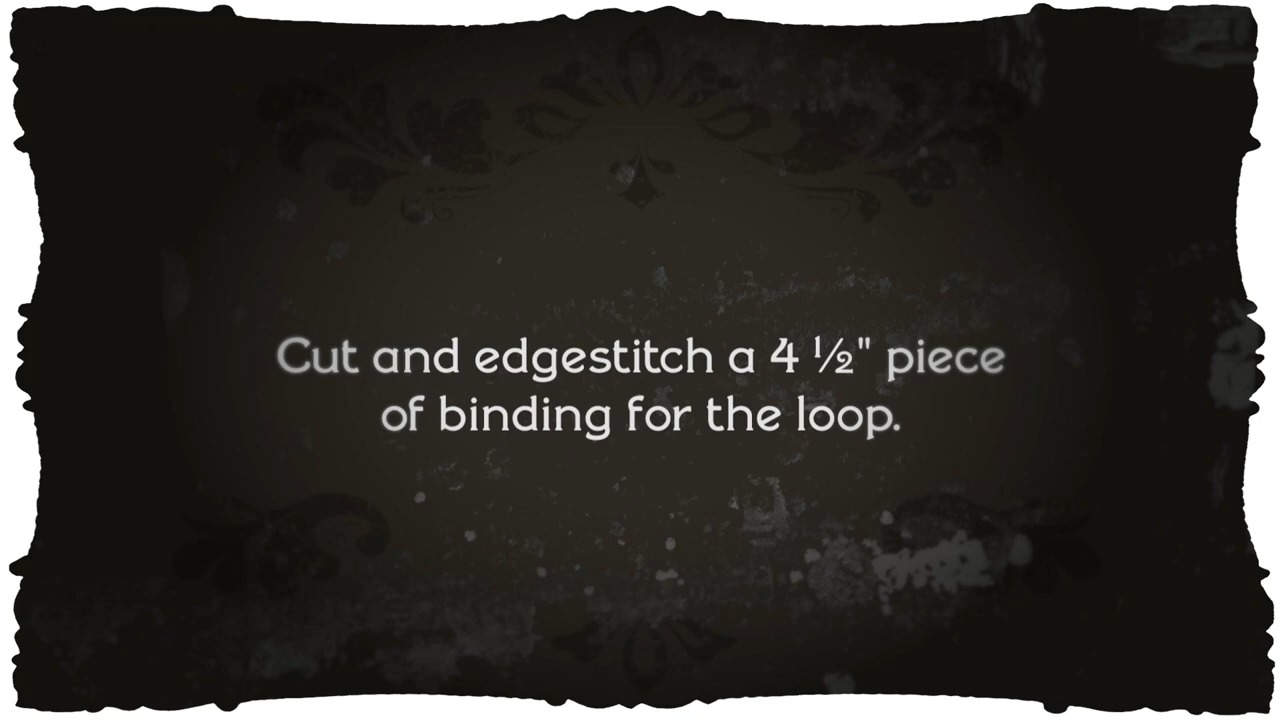 Cut and edgestitch a 4 ½" piece
of binding for the loop.